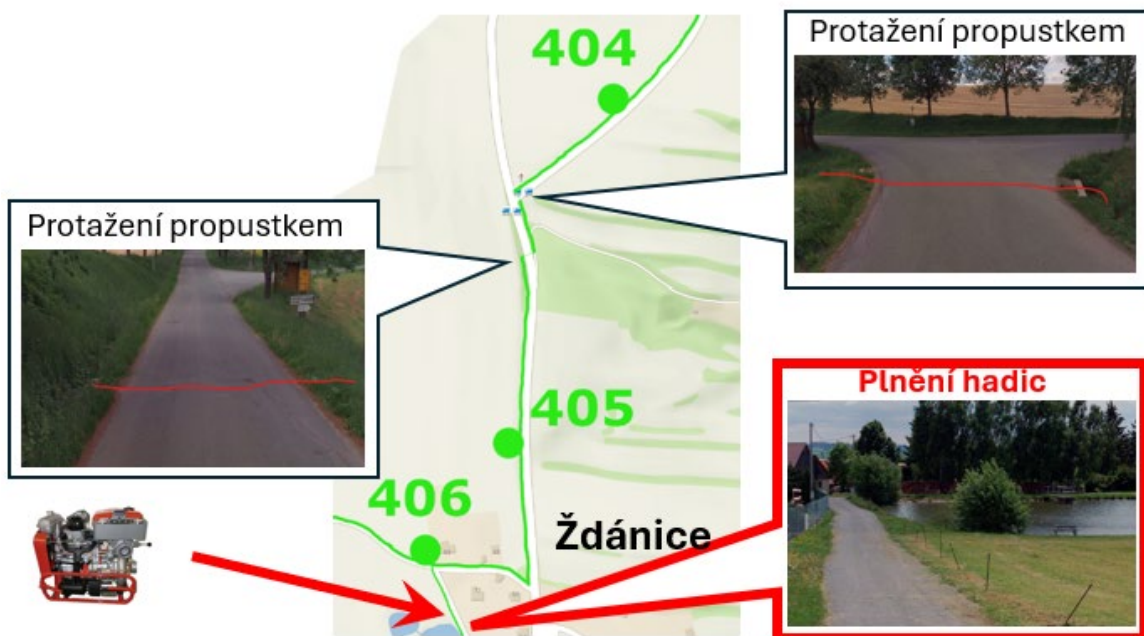 404
Protažení propustkem
Protažení propustkem
405
Plnění hadic
406
Ždánice